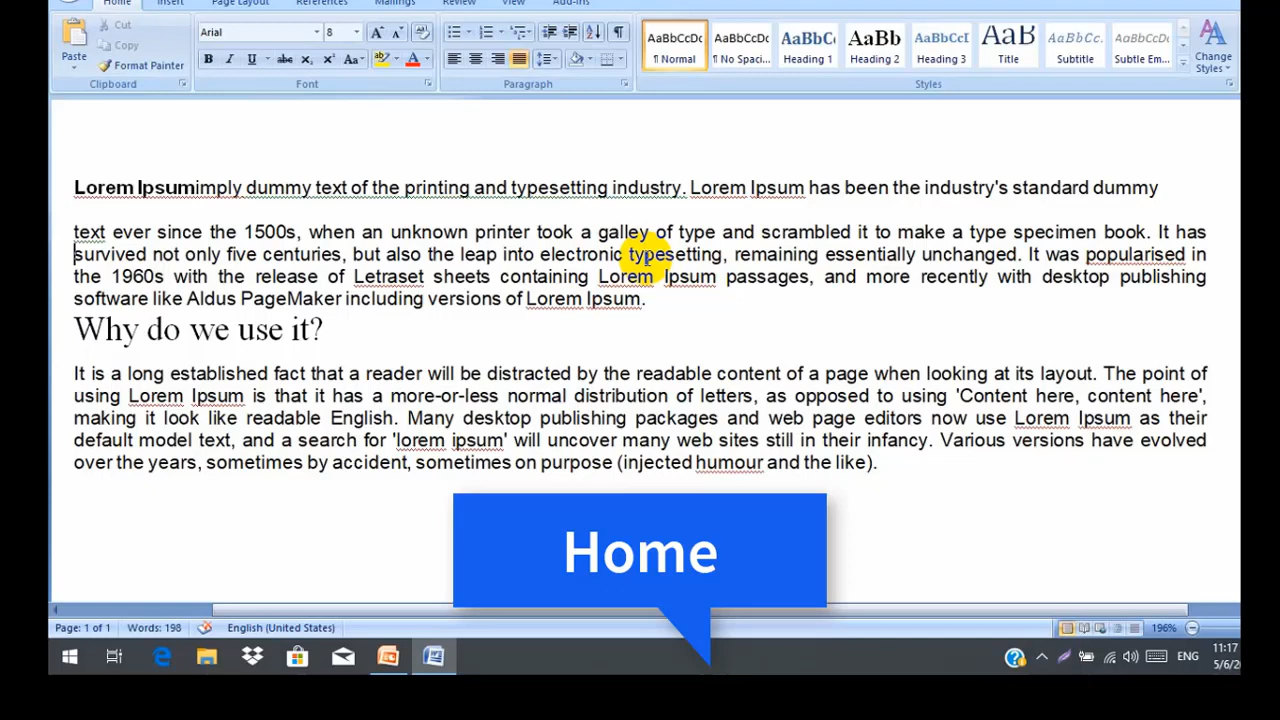 Home Insert Page Layout References Mailings Review View Add-Ins
Paste
Cut
Copy
Format Painter
Clipboard
Arial 8
B I U abc x₂ x² Aa
Font
Paragraph
AaBbCcDc AaBbCcDc AaBbC AaBb AaBbCcI AaB AaBbCc. AaBbCcDc
¶ Normal ¶ No Spaci... Heading 1 Heading 2 Heading 3 Title Subtitle Subtle Em...
Change
Styles
Styles
Lorem Ipsumimply dummy text of the printing and typesetting industry. Lorem Ipsum has been the industry's standard dummy
text ever since the 1500s, when an unknown printer took a galley of type and scrambled it to make a type specimen book. It has
survived not only five centuries, but also the leap into electronic typesetting, remaining essentially unchanged. It was popularised in
the 1960s with the release of Letraset sheets containing Lorem Ipsum passages, and more recently with desktop publishing
software like Aldus PageMaker including versions of Lorem Ipsum.
Why do we use it?
It is a long established fact that a reader will be distracted by the readable content of a page when looking at its layout. The point of
using Lorem Ipsum is that it has a more-or-less normal distribution of letters, as opposed to using 'Content here, content here',
making it look like readable English. Many desktop publishing packages and web page editors now use Lorem Ipsum as their
default model text, and a search for 'lorem ipsum' will uncover many web sites still in their infancy. Various versions have evolved
over the years, sometimes by accident, sometimes on purpose (injected humour and the like).
Home
Page: 1 of 1 Words: 198 English (United States) 196%
ENG
11:17
5/6/2